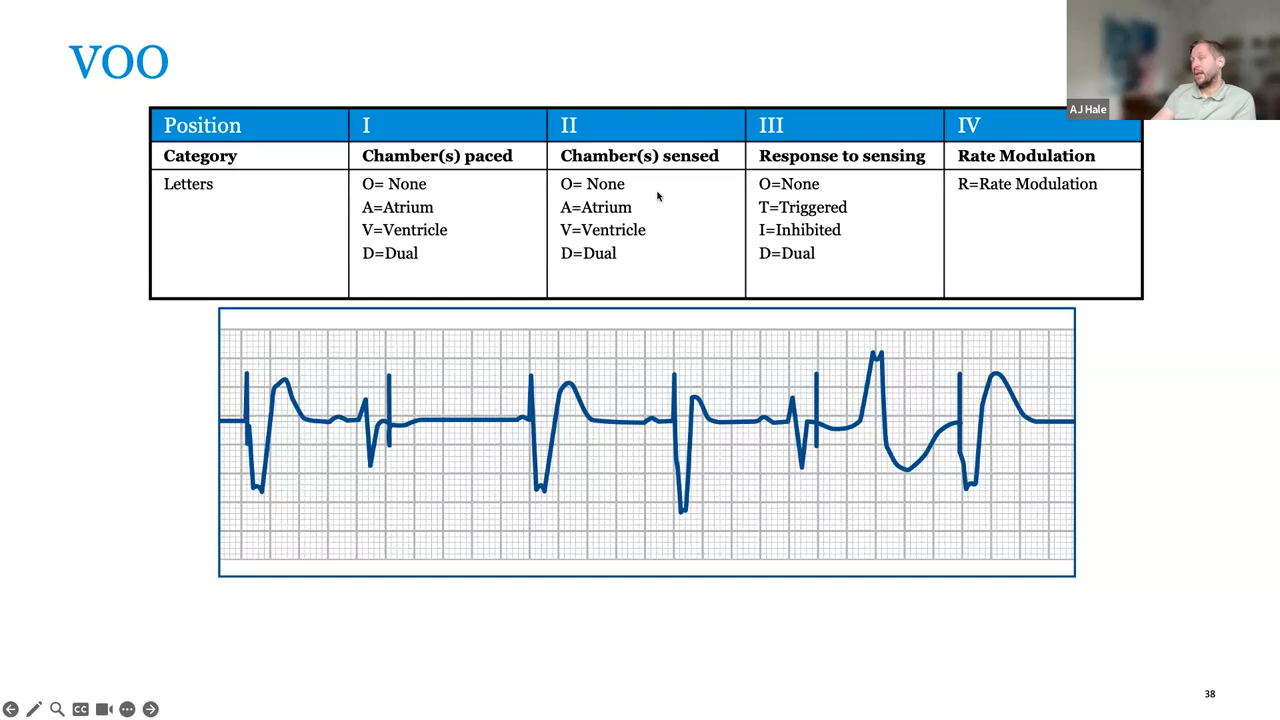 VOO
AJ Hale
Position I II III IV
Category Chamber(s) paced Chamber(s) sensed Response to sensing Rate Modulation
Letters O= None O= None O=None R=Rate Modulation
A=Atrium A=Atrium T=Triggered
V=Ventricle V=Ventricle I=Inhibited
D=Dual D=Dual D=Dual
CC
38